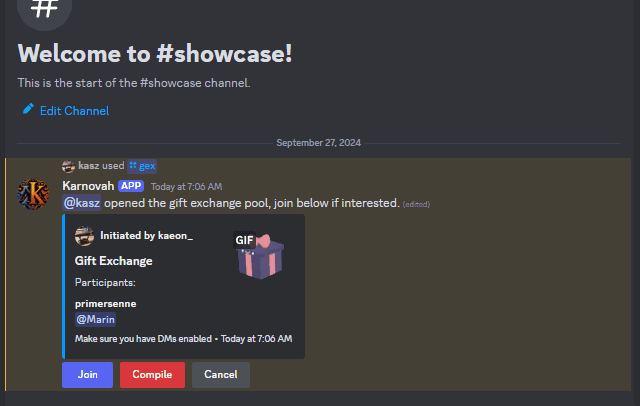 #
Welcome to #showcase!
This is the start of the #showcase channel.
Edit Channel
September 27, 2024
kasz used gex
K
Karnovah APP Today at 7:06 AM
@kasz opened the gift exchange pool, join below if interested. (edited)
Initiated by kaeon_
GIF
Gift Exchange
Participants:
primersenne
@Marin
Make sure you have DMs enabled • Today at 7:06 AM
Join Compile Cancel